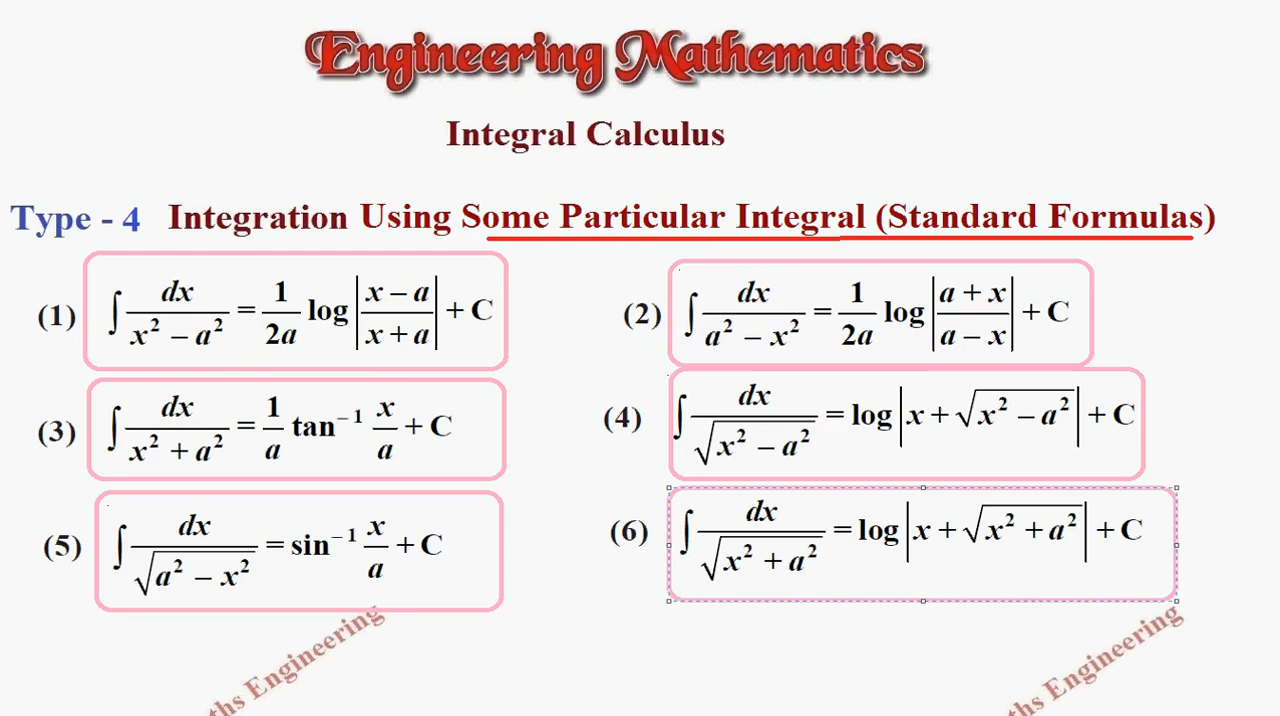 Engineering Mathematics
Integral Calculus
Type - 4 Integration Using Some Particular Integral (Standard Formulas)
(1) ∫ dx / (x² − a²) = 1/2a log |(x − a)/(x + a)| + C
(2) ∫ dx / (a² − x²) = 1/2a log |(a + x)/(a − x)| + C
(3) ∫ dx / (x² + a²) = 1/a tan⁻¹ x/a + C
(4) ∫ dx / √(x² − a²) = log |x + √(x² − a²)| + C
(5) ∫ dx / √(a² − x²) = sin⁻¹ x/a + C
(6) ∫ dx / √(x² + a²) = log |x + √(x² + a²)| + C
ths Engineering
ths Engineering